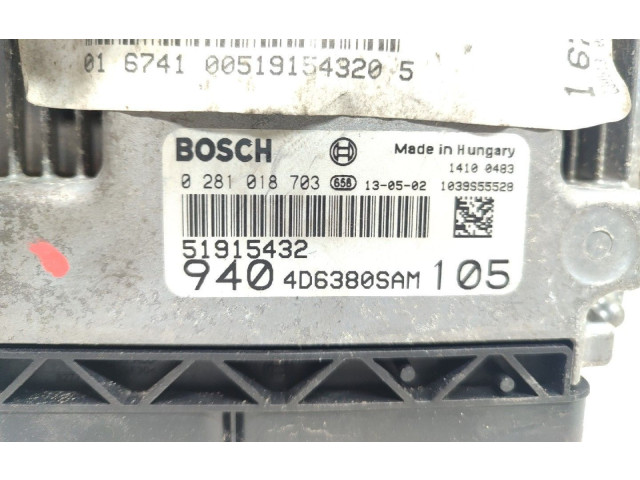 01 6741 00519154320 5
BOSCH
Made in Hungary
1410 0483
0 281 018 703 658 13-05-02 1039S55528
51915432
940 4D6380SAM 105